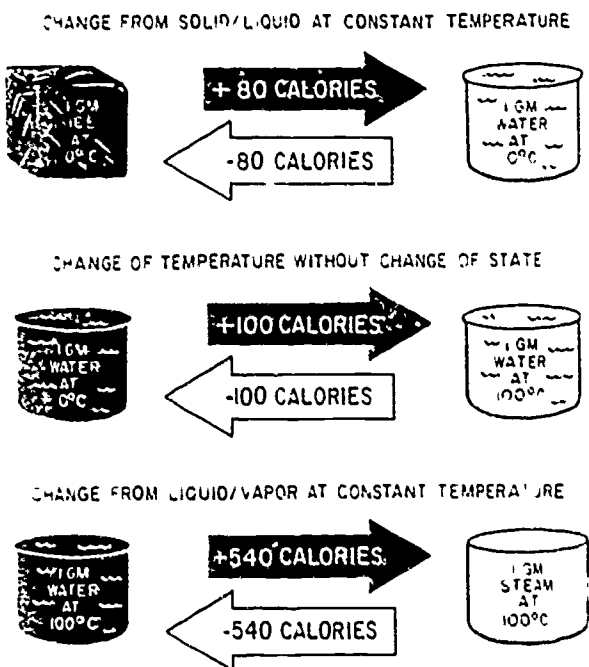 CHANGE FROM SOLID/LIQUID AT CONSTANT TEMPERATURE
1 GM
ICE
AT
0°C
+80 CALORIES
-80 CALORIES
1 GM
WATER
AT
0°C
CHANGE OF TEMPERATURE WITHOUT CHANGE OF STATE
1 GM
WATER
AT
0°C
+100 CALORIES
-100 CALORIES
1 GM
WATER
AT
100°C
CHANGE FROM LIQUID/VAPOR AT CONSTANT TEMPERATURE
1 GM
WATER
AT
100°C
+540 CALORIES
-540 CALORIES
1 GM
STEAM
AT
100°C